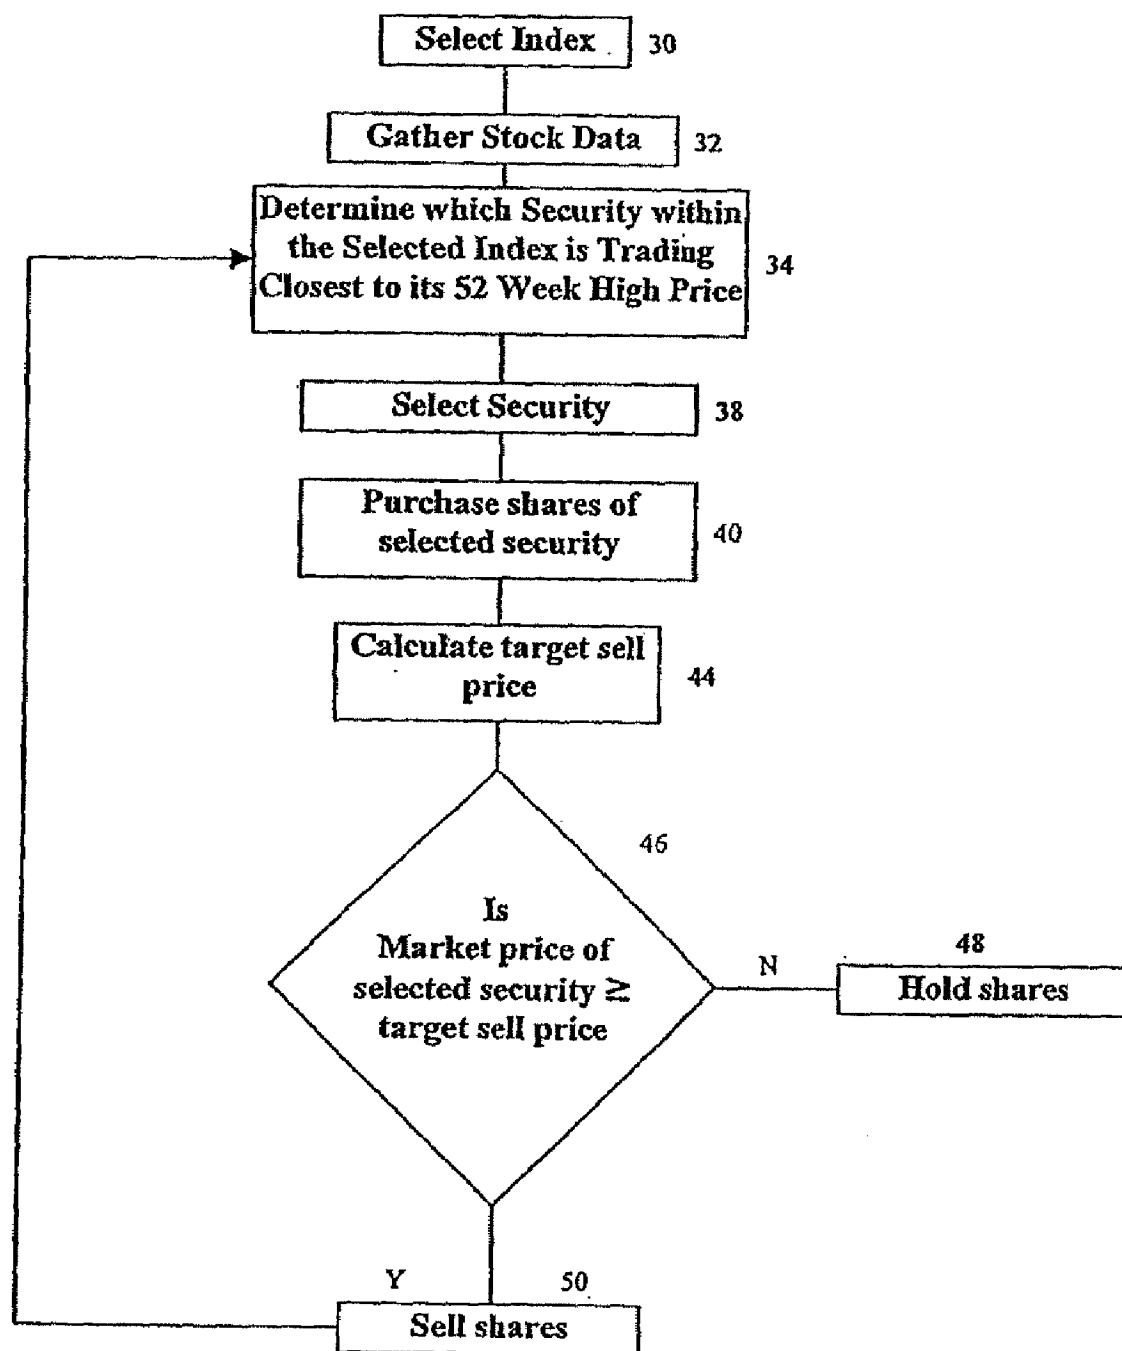 Select Index
30
Gather Stock Data
32
Determine which Security within
the Selected Index is Trading
Closest to its 52 Week High Price
34
Select Security
38
Purchase shares of
selected security
40
Calculate target sell
price
44
46
Is
Market price of
selected security ≧
target sell price
N
48
Hold shares
Y
50
Sell shares